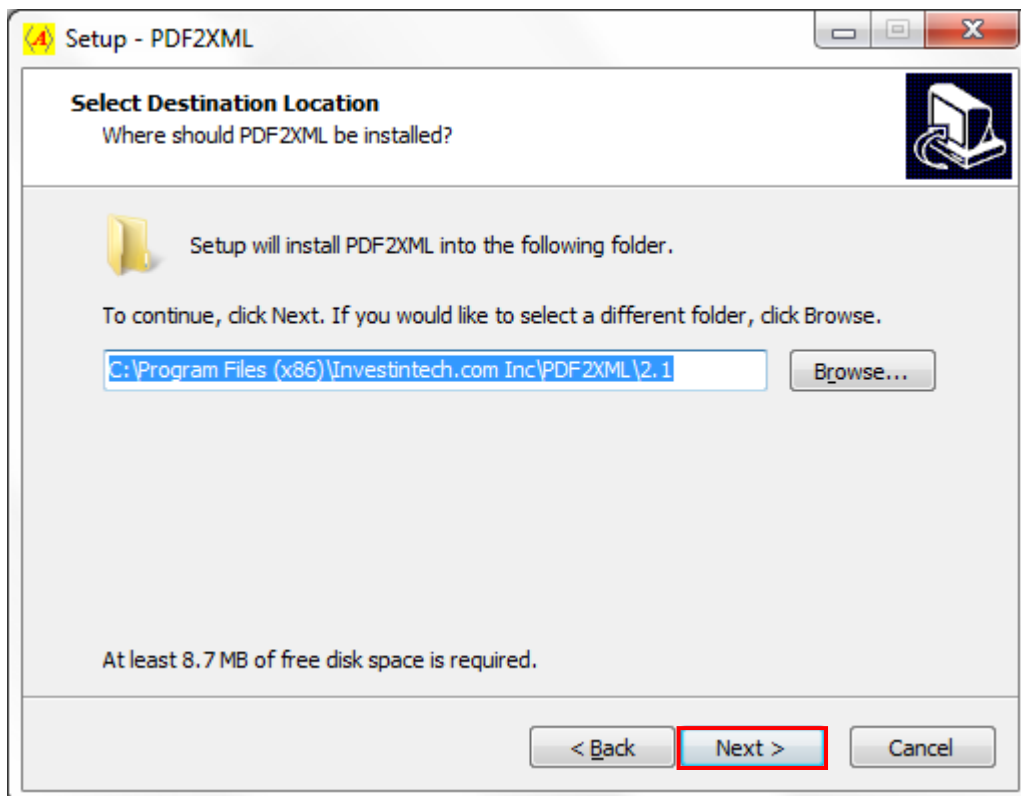 Setup - PDF2XML
Select Destination Location
Where should PDF2XML be installed?
Setup will install PDF2XML into the following folder.
To continue, click Next. If you would like to select a different folder, click Browse.
C:\Program Files (x86)\Investintech.com Inc\PDF2XML\2.1
Browse...
At least 8.7 MB of free disk space is required.
< Back Next > Cancel